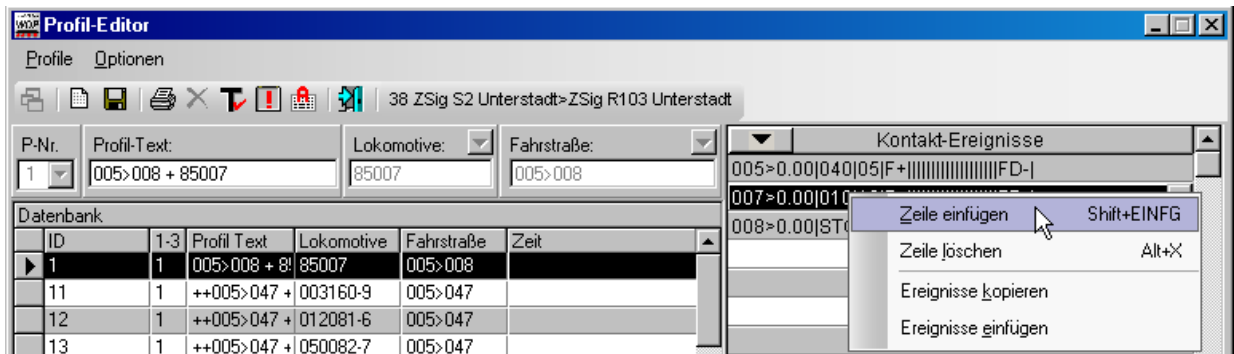 WDP Profil-Editor
Profile Optionen
38 ZSig S2 Unterstadt>ZSig R103 Unterstadt
P-Nr. Profil-Text: Lokomotive: Fahrstraße:
1 005>008 + 85007 85007 005>008
Kontakt-Ereignisse
005>0.00|040|05|F+|||||||||||||||||||FD-|
007>0.00|010
008>0.00|STO
Zeile einfügen Shift+EINFG
Zeile löschen Alt+X
Ereignisse kopieren
Ereignisse einfügen
Datenbank
ID 1-3 Profil Text Lokomotive Fahrstraße Zeit
1 1 005>008 + 8! 85007 005>008
11 1 ++005>047 + 003160-9 005>047
12 1 ++005>047 + 012081-6 005>047
13 1 ++005>047 + 050082-7 005>047